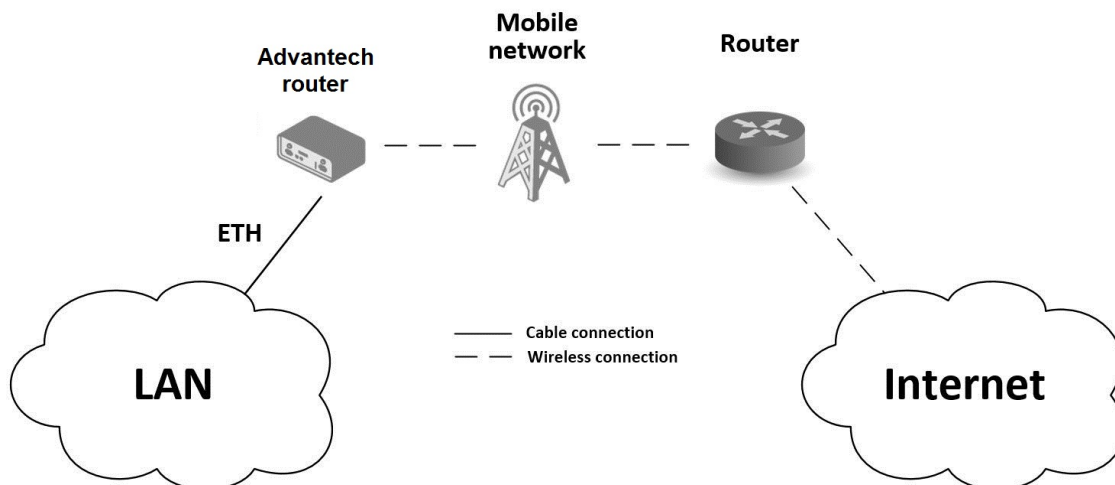 Mobile
network
Advantech
router
Router
ETH
LAN
Internet
Cable connection
Wireless connection